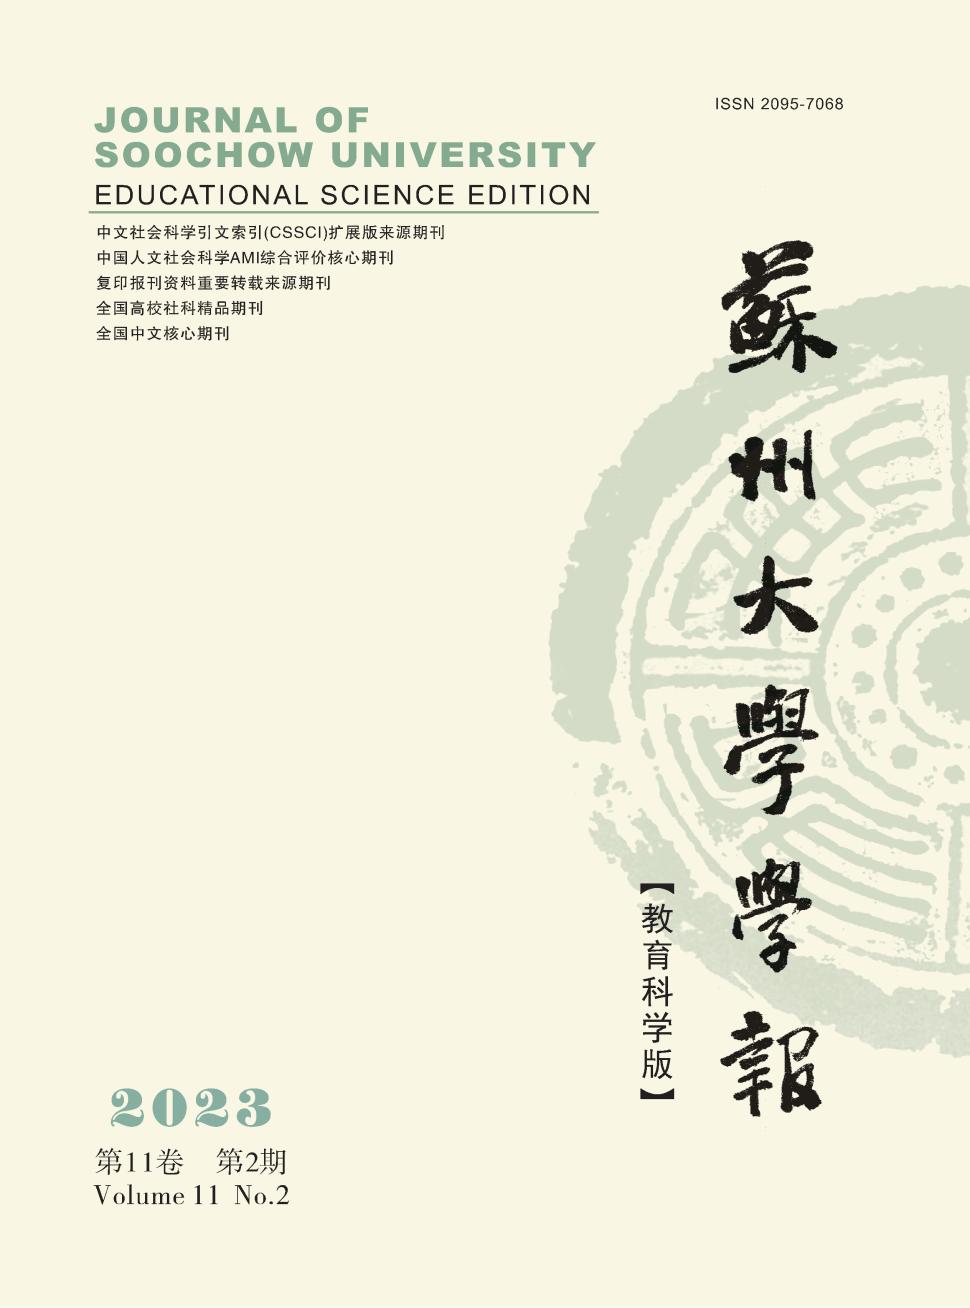 ISSN 2095-7068
JOURNAL OF
SOOCHOW UNIVERSITY
EDUCATIONAL SCIENCE EDITION
中文社会科学引文索引(CSSCI)扩展版来源期刊
中国人文社会科学AMI综合评价核心期刊
复印报刊资料重要转载来源期刊
全国高校社科精品期刊
全国中文核心期刊
蘇州大學學報
【教育科学版】
2023
第11卷 第2期
Volume 11 No.2